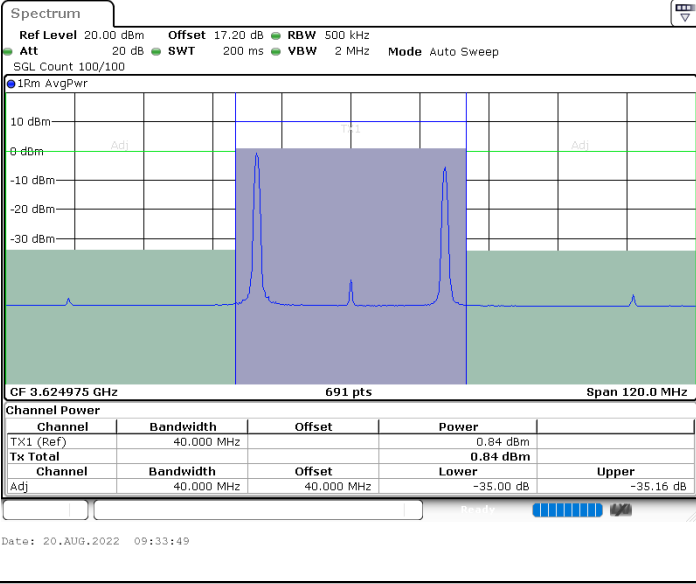 Spectrum
Ref Level 20.00 dBm Offset 17.20 dB RBW 500 kHz
Att 20 dB SWT 200 ms VBW 2 MHz Mode Auto Sweep
SGL Count 100/100
1Rm AvgPwr
10 dBm
TX1
Adj
Adj
0 dBm
-10 dBm
-20 dBm
-30 dBm
CF 3.624975 GHz 691 pts Span 120.0 MHz
Channel Power
Channel Bandwidth Offset Power
TX1 (Ref) 40.000 MHz 0.84 dBm
Tx Total 0.84 dBm
Channel Bandwidth Offset Lower Upper
Adj 40.000 MHz 40.000 MHz -35.00 dB -35.16 dB
Ready
Date: 20.AUG.2022 09:33:49